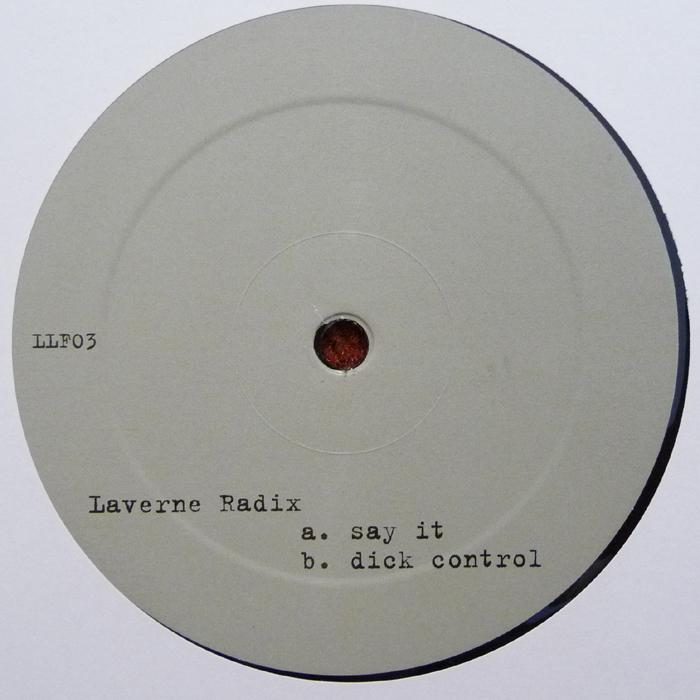 LLF03
Laverne Radix
a. say it
b. dick control